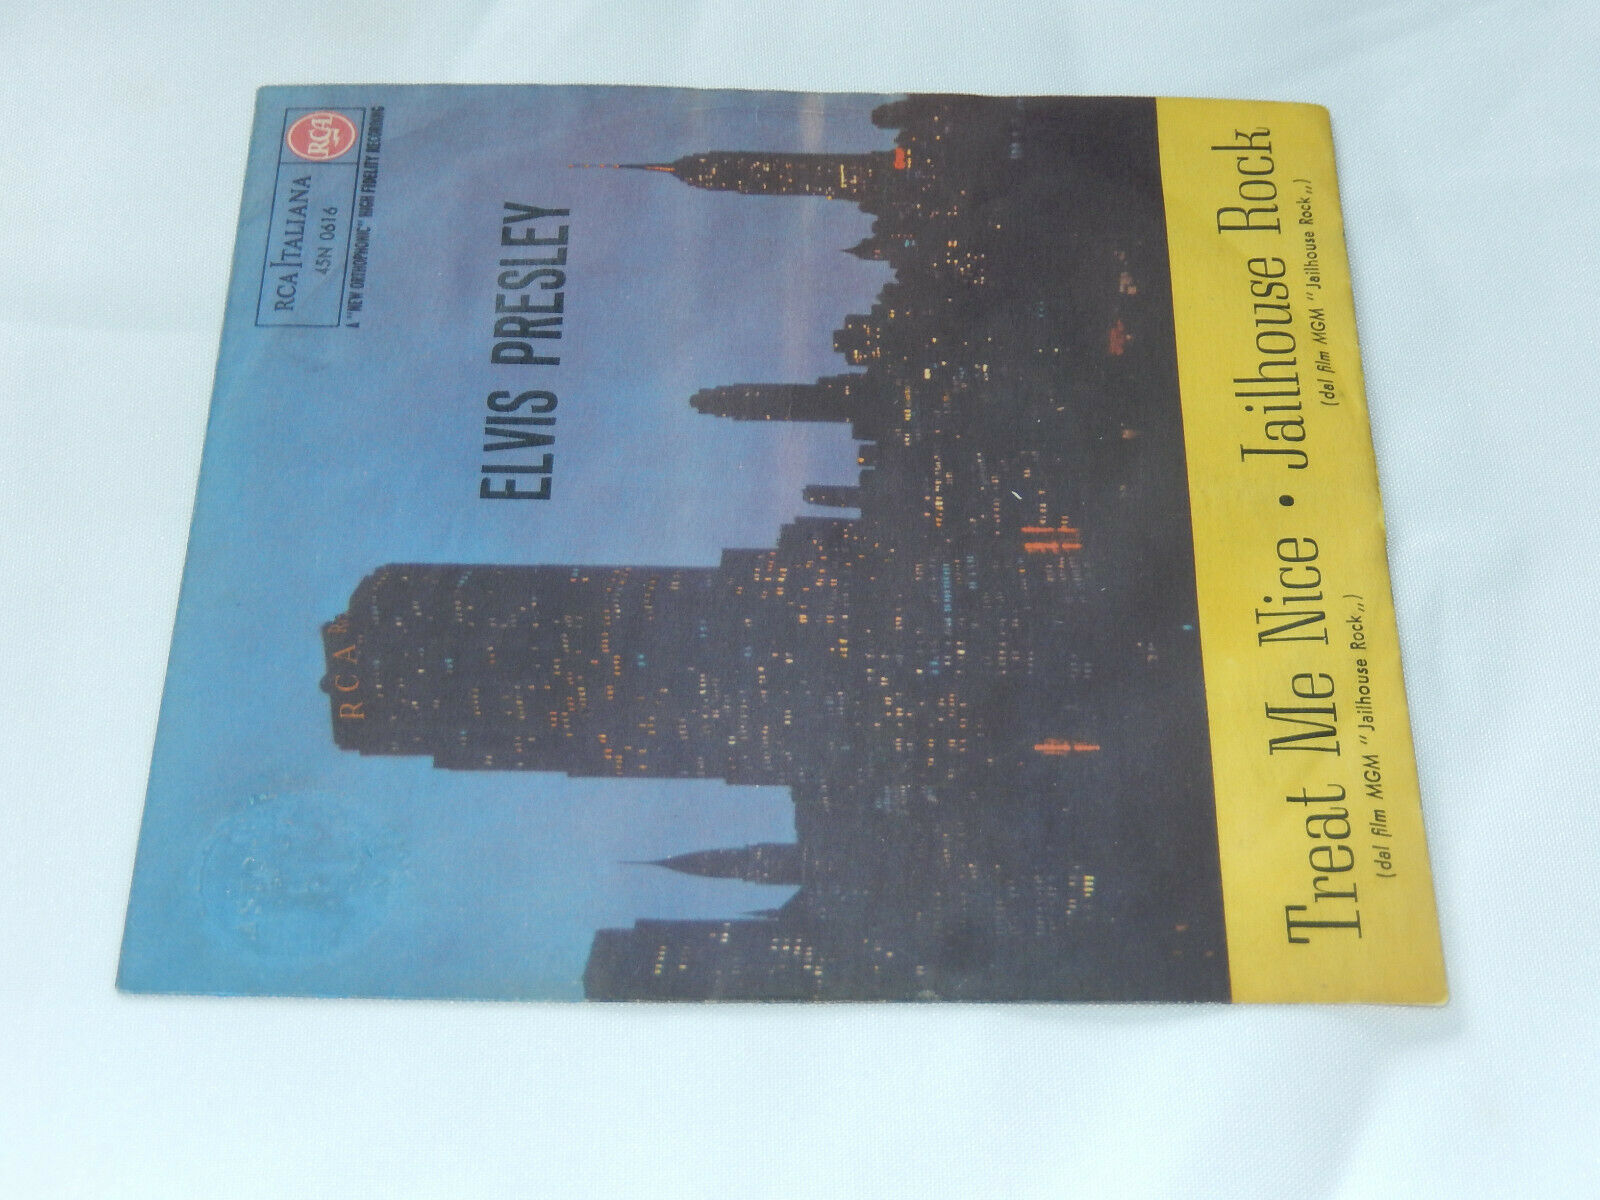 RCA ITALIANA
45N 0616
RCA
A "NEW ORTHOPHONIC" HIGH FIDELITY RECORDING
ELVIS PRESLEY
RCA R
Treat Me Nice • Jailhouse Rock
(dal film MGM “Jailhouse Rock„)
(dal film MGM “Jailhouse Rock„)